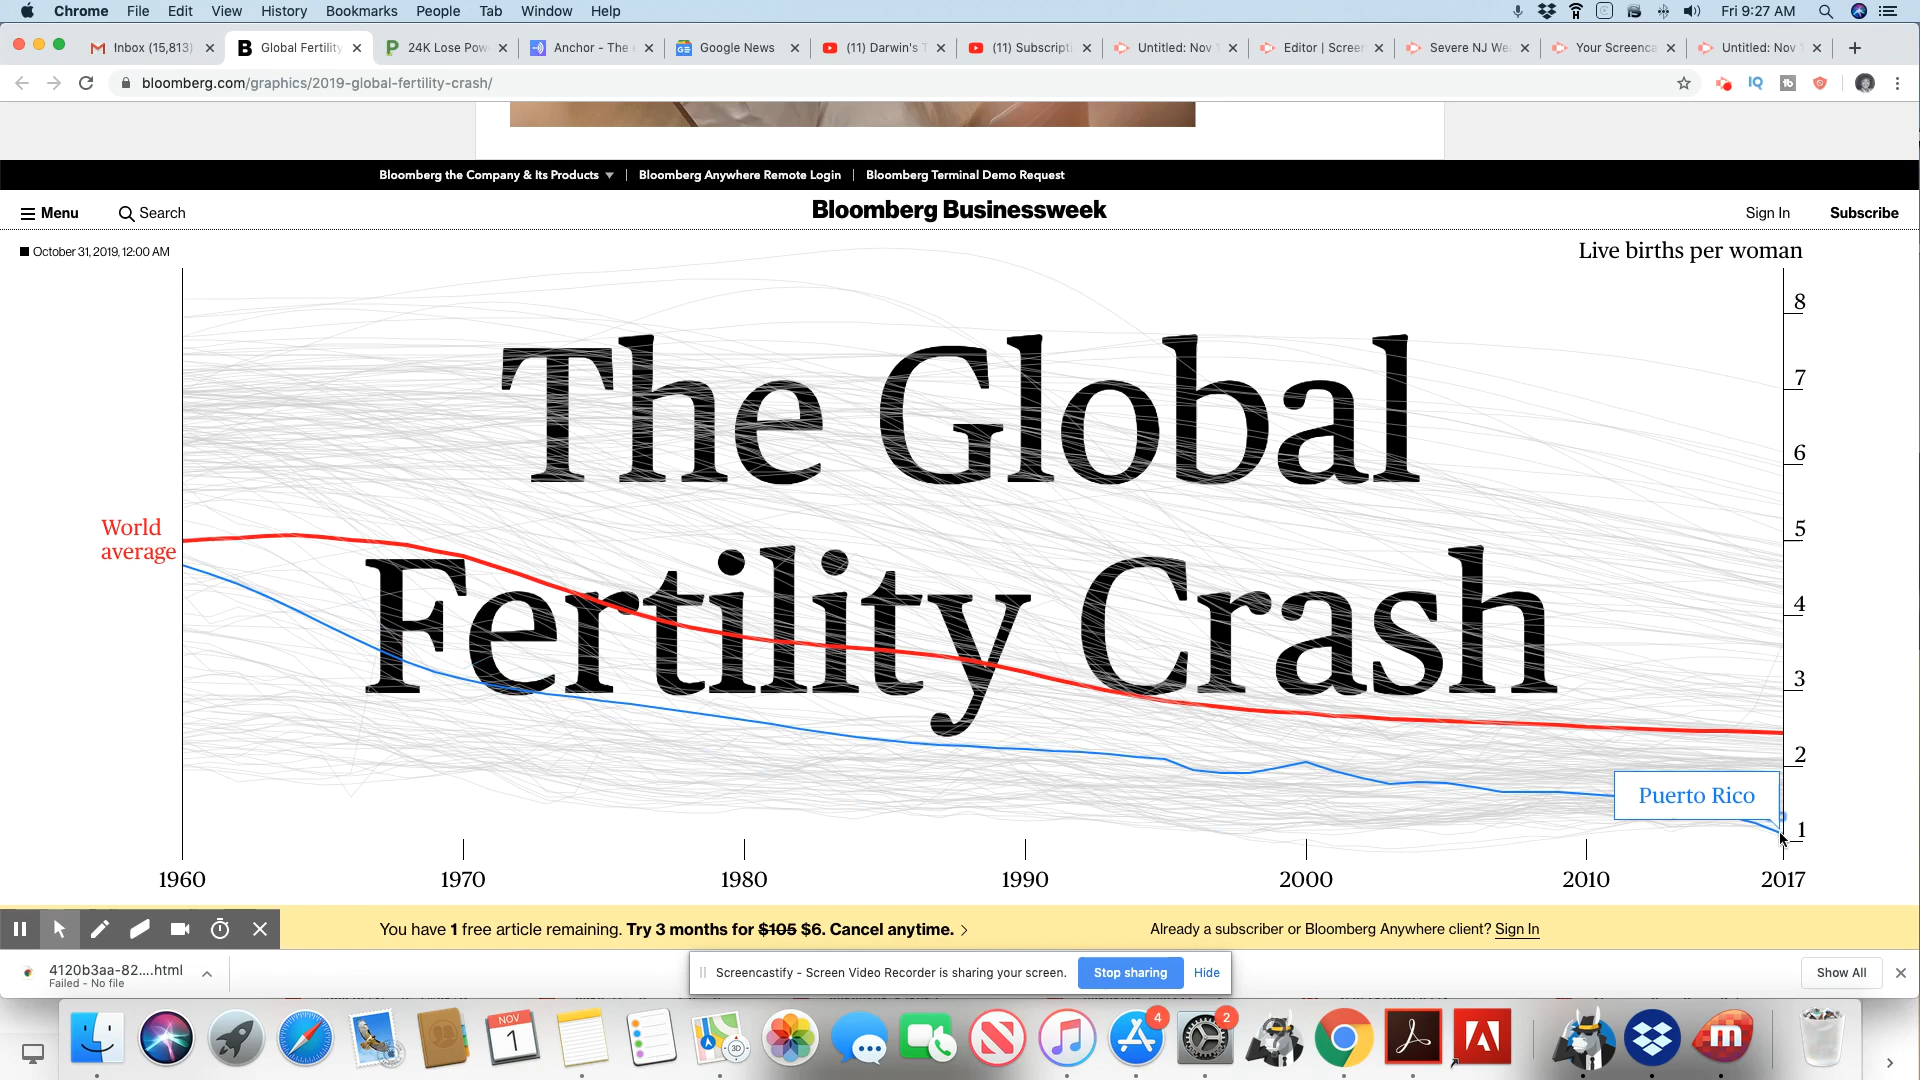 Chrome File Edit View History Bookmarks People Tab Window Help
Fri 9:27 AM
Inbox (15,813)
Global Fertility
24K Lose Pow
Anchor - The
Google News
(11) Darwin's T
(11) Subscript
Untitled: Nov 1
Editor | Screen
Severe NJ We
Your Screenca
Untitled: Nov 1
bloomberg.com/graphics/2019-global-fertility-crash/
IQ
Bloomberg the Company & Its Products
Bloomberg Anywhere Remote Login
Bloomberg Terminal Demo Request
Menu
Search
Bloomberg Businessweek
Sign In
Subscribe
October 31, 2019, 12:00 AM
Live births per woman
The Global
Fertility Crash
World
average
8
7
6
5
4
3
2
1
Puerto Rico
1960 1970 1980 1990 2000 2010 2017
You have 1 free article remaining. Try 3 months for $105 $6. Cancel anytime.
Already a subscriber or Bloomberg Anywhere client? Sign In
4120b3aa-82....html
Failed - No file
Screencastify - Screen Video Recorder is sharing your screen.
Stop sharing
Hide
Show All
NOV
1
3D
4
2